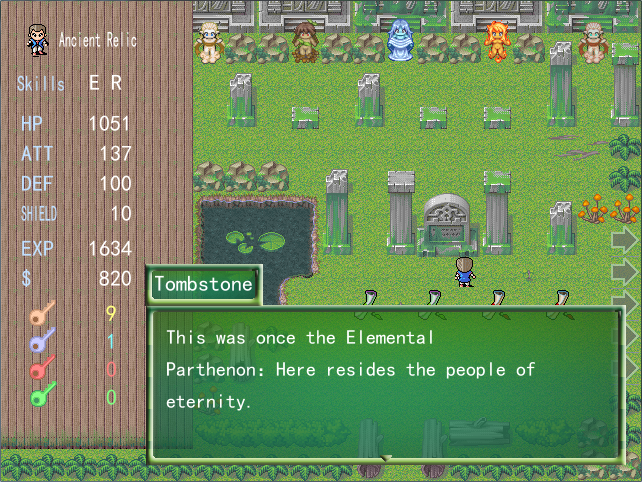 Ancient Relic
Skills E R
HP 1051
ATT 137
DEF 100
SHIELD 10
EXP 1634
$ 820
9
1
0
0
Tombstone
This was once the Elemental
Parthenon: Here resides the people of
eternity.